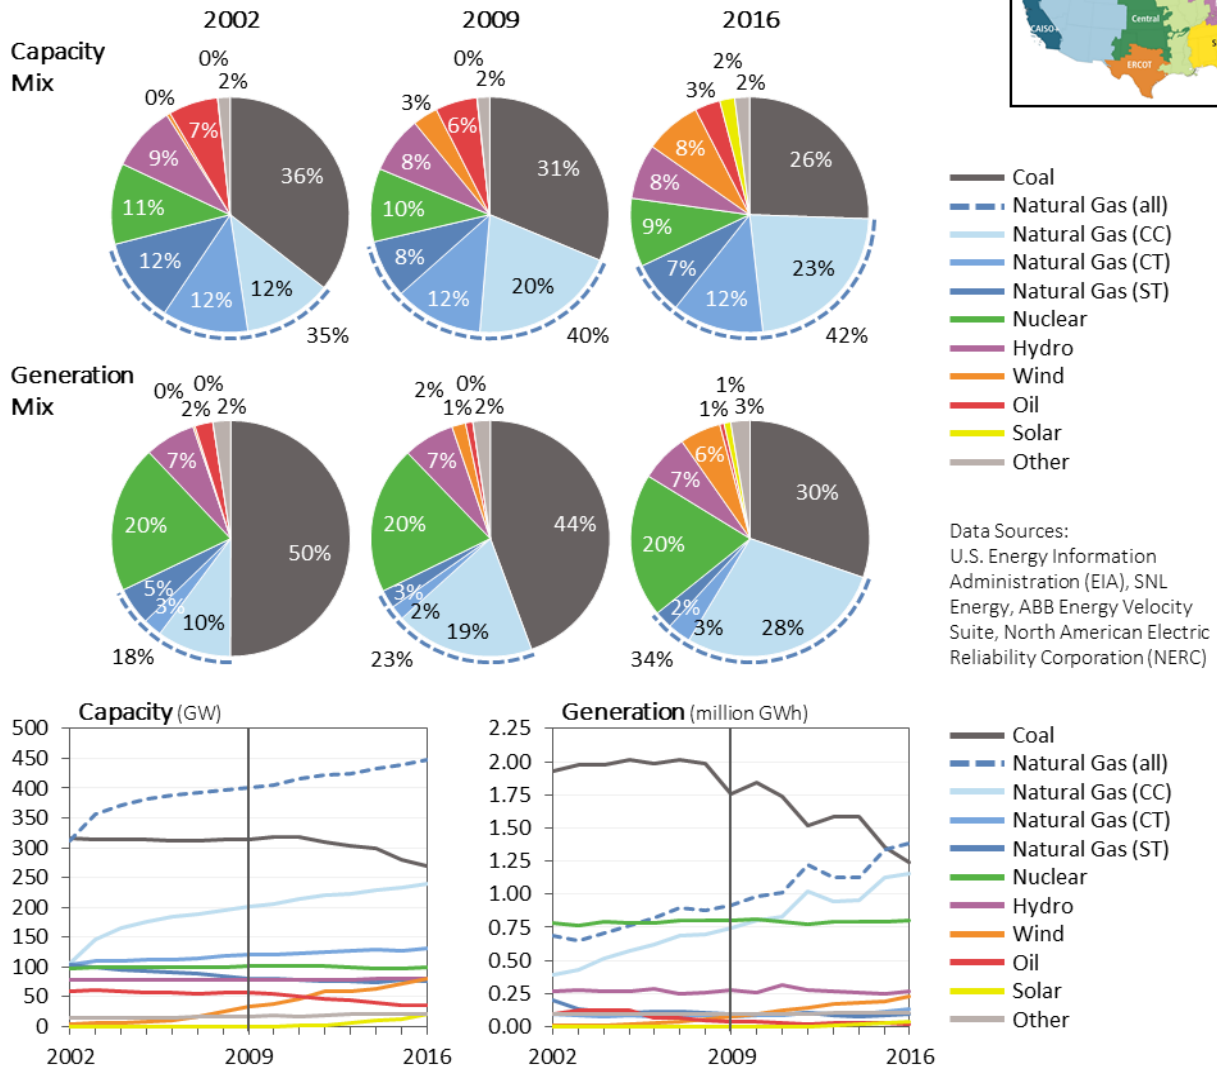 2002
2009
2016
CAISO+
Central
ERCOT
S
Capacity
Mix
0%
0%
2%
7%
9%
11%
12%
12%
12%
36%
35%
0%
2%
3%
6%
8%
10%
8%
12%
20%
31%
40%
2%
2%
3%
8%
8%
9%
7%
12%
23%
26%
42%
Coal
Natural Gas (all)
Natural Gas (CC)
Natural Gas (CT)
Natural Gas (ST)
Nuclear
Hydro
Wind
Oil
Solar
Other
Generation
Mix
0%
0%
2%
2%
7%
20%
5%
3%
10%
50%
18%
2%
0%
1%
2%
7%
20%
3%
2%
19%
44%
23%
1%
1%
3%
6%
7%
20%
2%
3%
28%
30%
34%
Data Sources:
U.S. Energy Information
Administration (EIA), SNL
Energy, ABB Energy Velocity
Suite, North American Electric
Reliability Corporation (NERC)
Capacity (GW)
500
450
400
350
300
250
200
150
100
50
0
2002
2009
2016
Generation (million GWh)
2.25
2.00
1.75
1.50
1.25
1.00
0.75
0.50
0.25
0.00
2002
2009
2016
Coal
Natural Gas (all)
Natural Gas (CC)
Natural Gas (CT)
Natural Gas (ST)
Nuclear
Hydro
Wind
Oil
Solar
Other